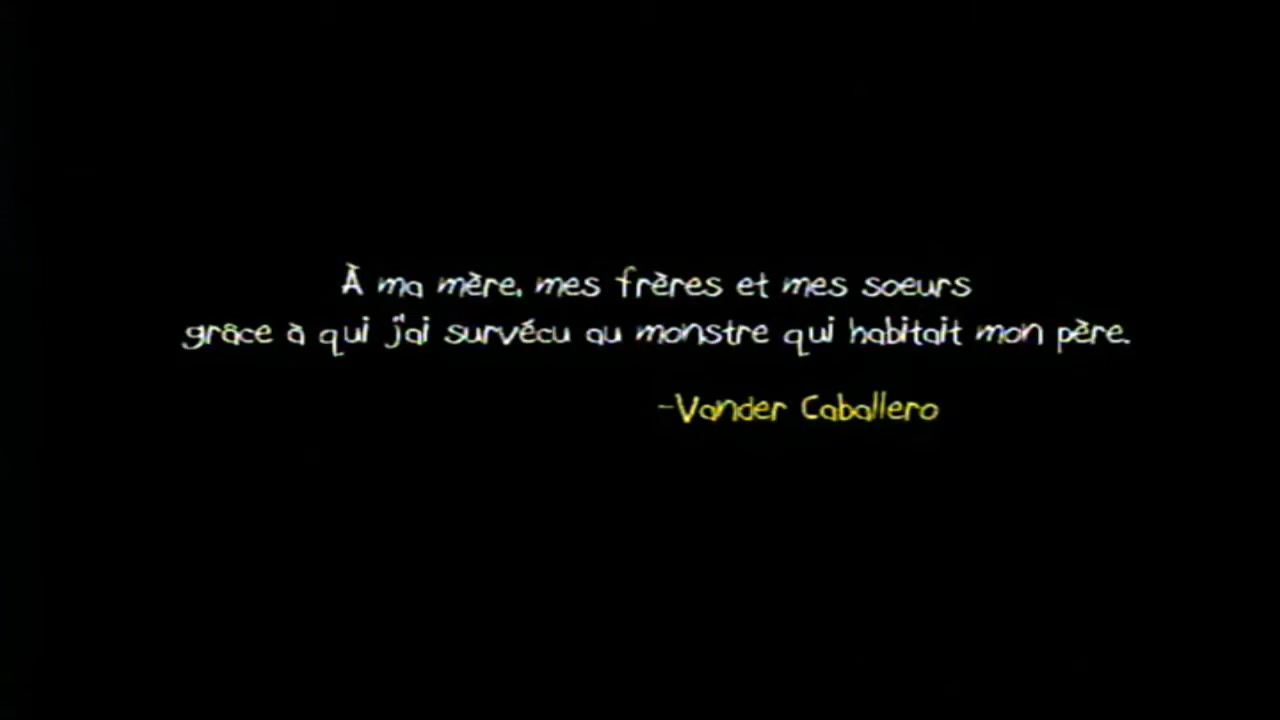 À ma mère, mes frères et mes soeurs
grâce à qui j'ai survécu au monstre qui habitait mon père.
-Vander Caballero